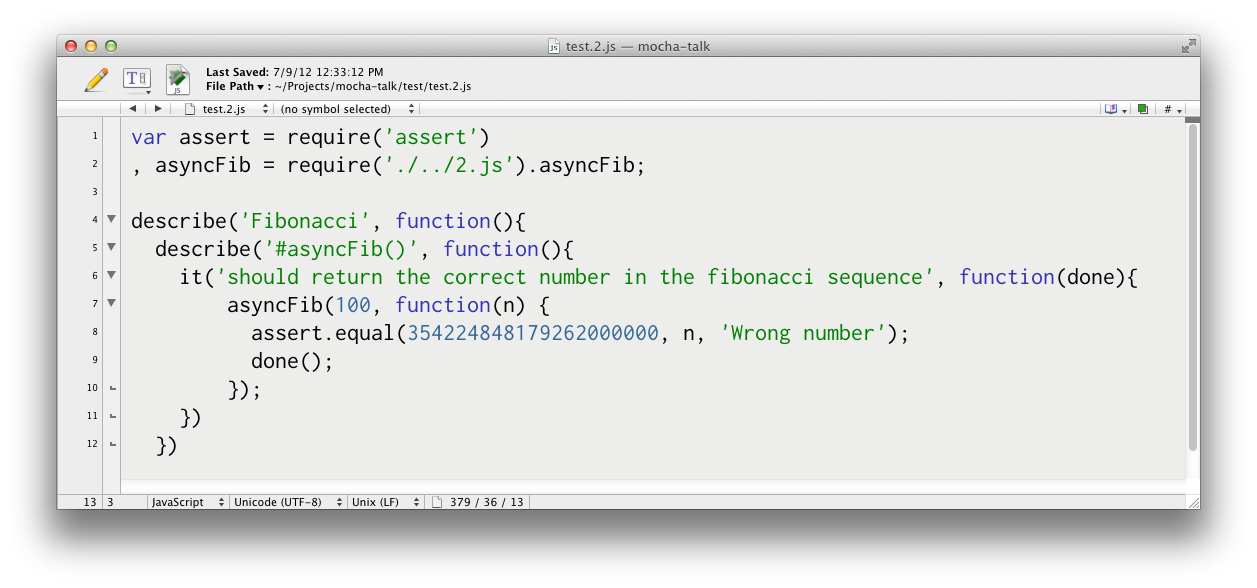 test.2.js — mocha-talk
Last Saved: 7/9/12 12:33:12 PM
File Path ▾ : ~/Projects/mocha-talk/test/test.2.js
test.2.js (no symbol selected) #
1 var assert = require('assert')
2 , asyncFib = require('./../2.js').asyncFib;
3
4 describe('Fibonacci', function(){
5   describe('#asyncFib()', function(){
6     it('should return the correct number in the fibonacci sequence', function(done){
7         asyncFib(100, function(n) {
8           assert.equal(354224848179262000000, n, 'Wrong number');
9           done();
10         });
11     })
12   })
13 3 JavaScript Unicode (UTF-8) Unix (LF) 379 / 36 / 13